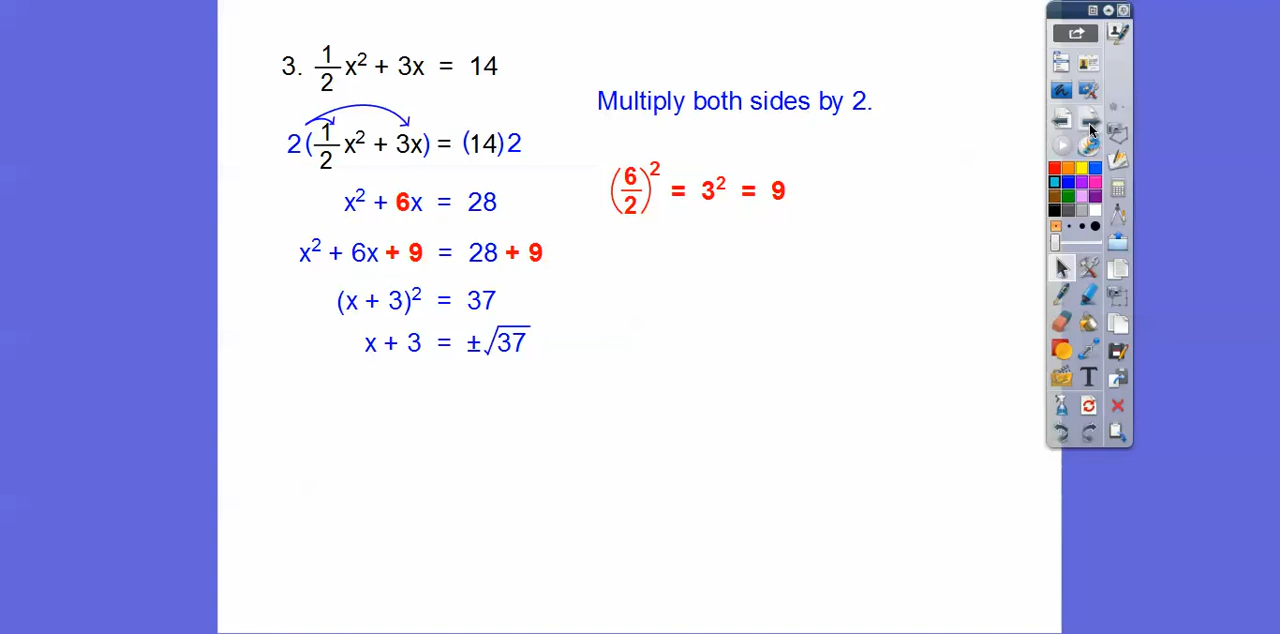 3. 1/2 x² + 3x = 14
Multiply both sides by 2.
2(1/2 x² + 3x) = (14)2
(6/2)² = 3² = 9
x² + 6x = 28
x² + 6x + 9 = 28 + 9
(x + 3)² = 37
x + 3 = ±√37
T